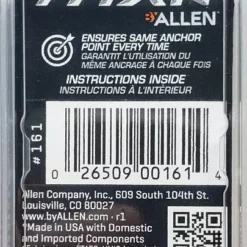 BY ALLEN
ENSURES SAME ANCHOR
POINT EVERY TIME
GARANTIT L'UTILISATION DU
MÊME ANCRAGE À CHAQUE FOIS
INSTRUCTIONS INSIDE
INSTRUCTIONS À L'INTÉRIEUR
#161
0 26509 00161 4
Allen Company, Inc., 609 South 104th St.
Louisville, CO 80027
www.byALLEN.com · r1
*Made in USA with Domestic
and Imported Components